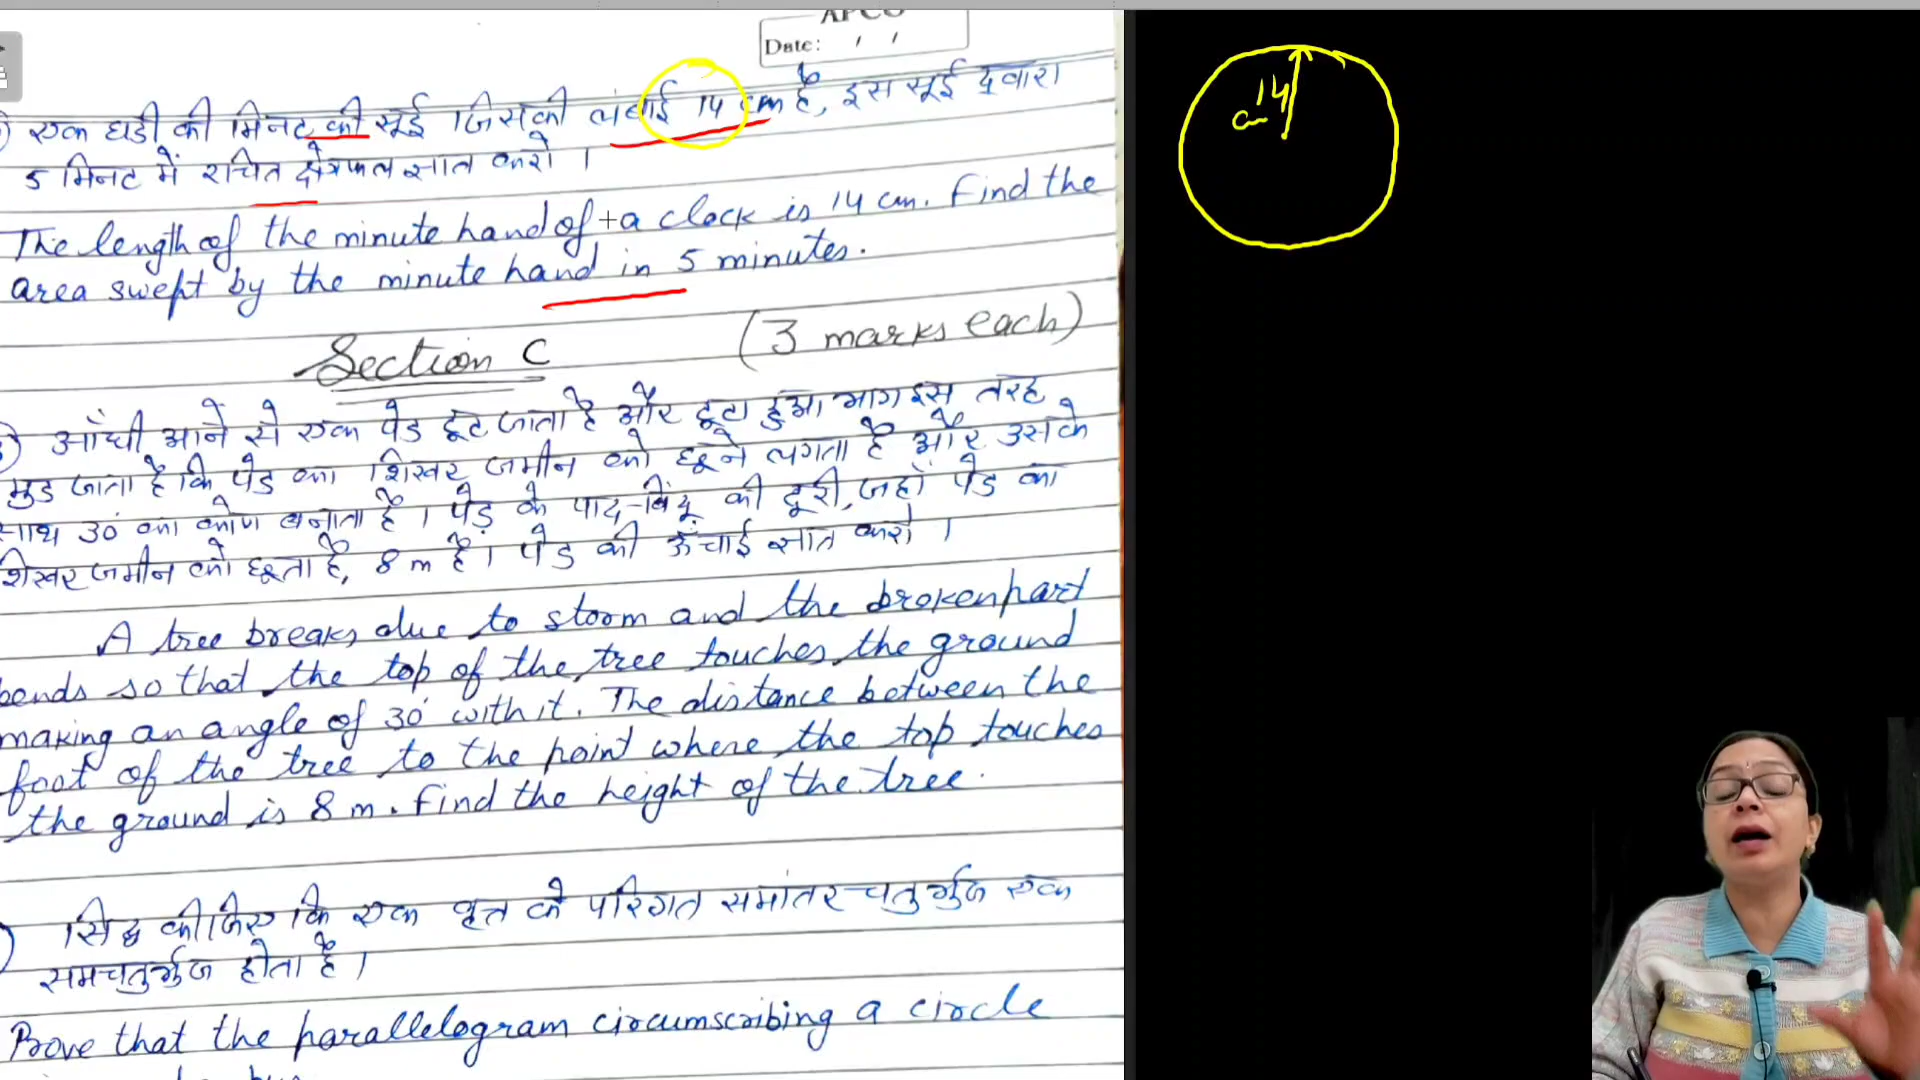 APCO
Date: / /
एक घडी की मिनट की सूई जिसकी लंबाई 14 cm है, इस सूई द्वारा
5 मिनट में रचित क्षेत्रफल ज्ञात करो ।
The length of the minute hand of a clock is 14 cm. Find the
area swept by the minute hand in 5 minutes.
Section C (3 marks each)
आँधी आने से एक पेड टूट जाता है और टूटा हुआ भाग इस तरह
मुड जाता है कि पेड का शिखर जमीन को छूने लगता है और उसके
साथ 30° का कोण बनाता है । पेड़ के पाद-बिंदू की दूरी, जहाँ पेड का
शिखर जमीन को छूता है, 8 m है । पेड की ऊँचाई ज्ञात करो ।
A tree breaks due to storm and the broken part
bends so that the top of the tree touches the ground
making an angle of 30° with it. The distance between the
foot of the tree to the point where the top touches
the ground is 8 m. Find the height of the tree.
सिद्ध कीजिए कि एक वृत्त के परिगत समांतर चतुर्भुज एक
समचतुर्भुज होता है ।
Prove that the parallelogram circumscribing a circle
14
cm